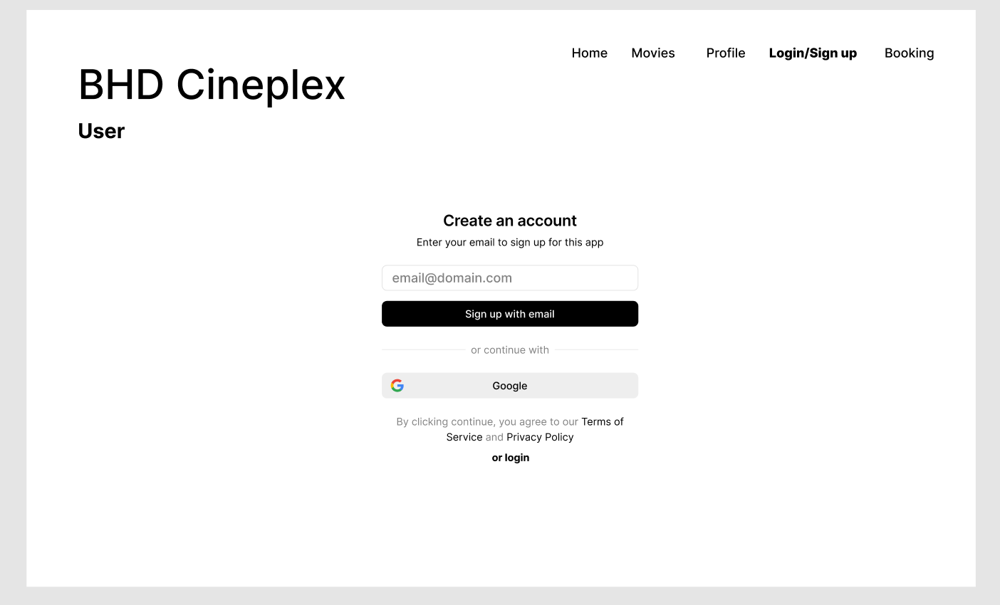 Home Movies Profile Login/Sign up Booking
BHD Cineplex
User
Create an account
Enter your email to sign up for this app
email@domain.com
Sign up with email
or continue with
Google
By clicking continue, you agree to our Terms of
Service and Privacy Policy
or login